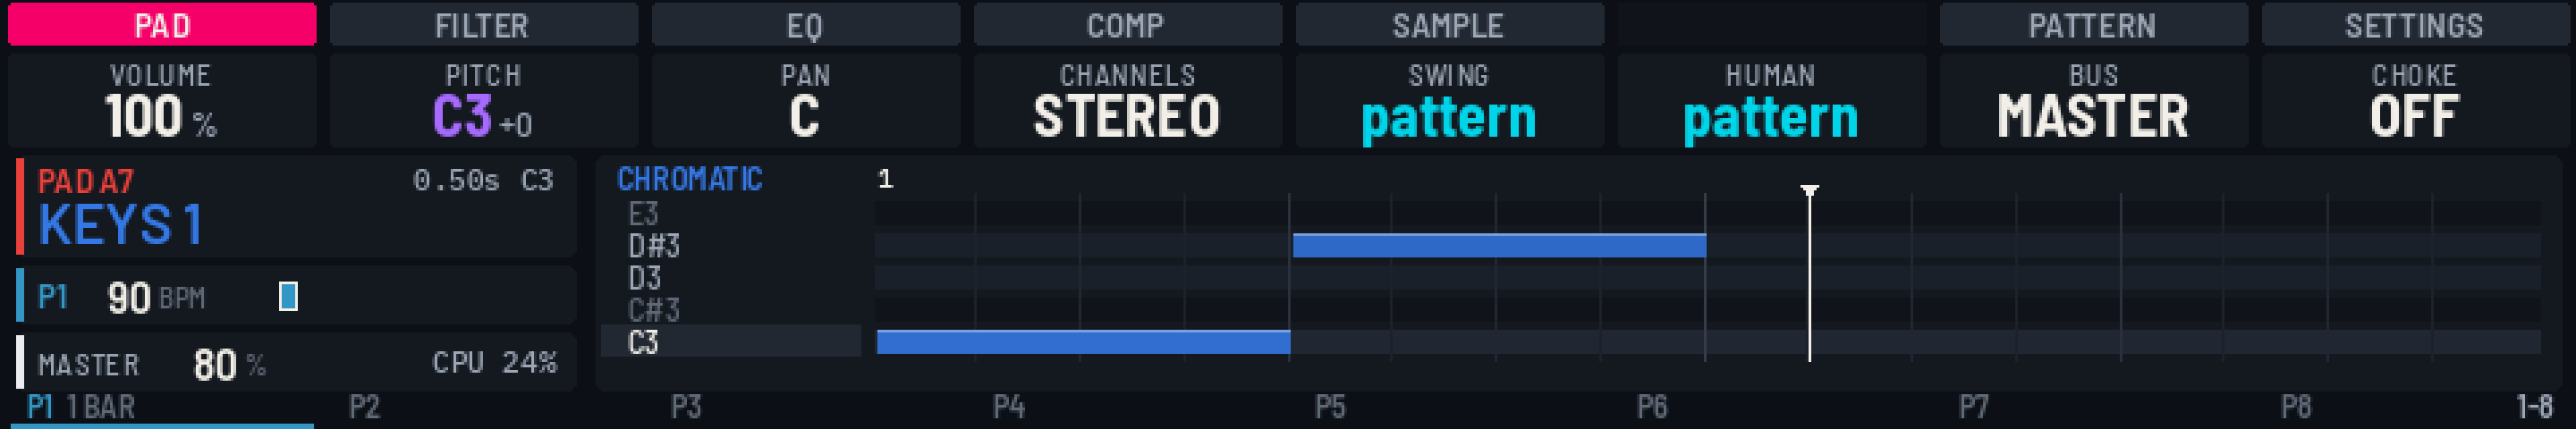 PAD FILTER EQ COMP SAMPLE PATTERN SETTINGS
VOLUME PITCH PAN CHANNELS SWING HUMAN BUS CHOKE
100 % C3 +0 C STEREO pattern pattern MASTER OFF
PAD A7 0.50s C3
KEYS 1
P1 90 BPM
MASTER 80 % CPU 24%
CHROMATIC 1
E3
D#3
D3
C#3
C3
P1 1 BAR P2 P3 P4 P5 P6 P7 P8 1-8